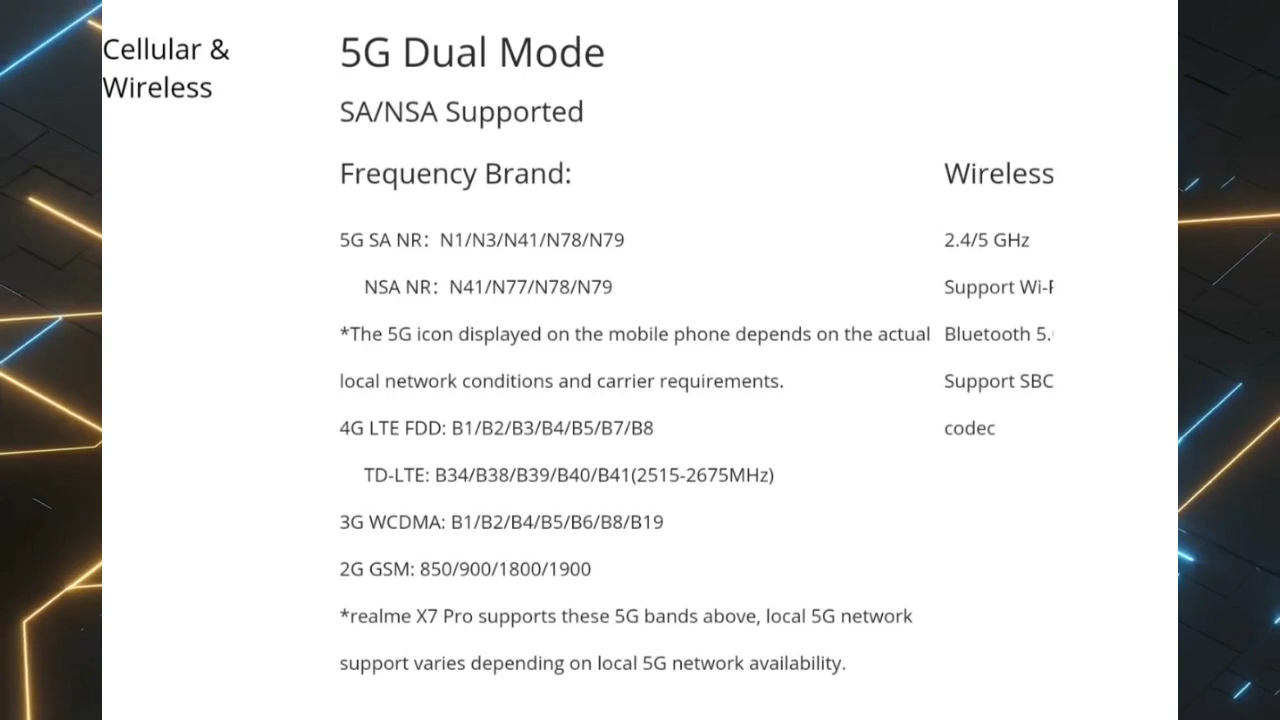 Cellular &
Wireless
5G Dual Mode
SA/NSA Supported
Frequency Brand:
5G SA NR: N1/N3/N41/N78/N79
NSA NR: N41/N77/N78/N79
*The 5G icon displayed on the mobile phone depends on the actual
local network conditions and carrier requirements.
4G LTE FDD: B1/B2/B3/B4/B5/B7/B8
TD-LTE: B34/B38/B39/B40/B41(2515-2675MHz)
3G WCDMA: B1/B2/B4/B5/B6/B8/B19
2G GSM: 850/900/1800/1900
*realme X7 Pro supports these 5G bands above, local 5G network
support varies depending on local 5G network availability.
Wireless
2.4/5 GHz
Support
Bluetooth 5.
Support SBC
codec